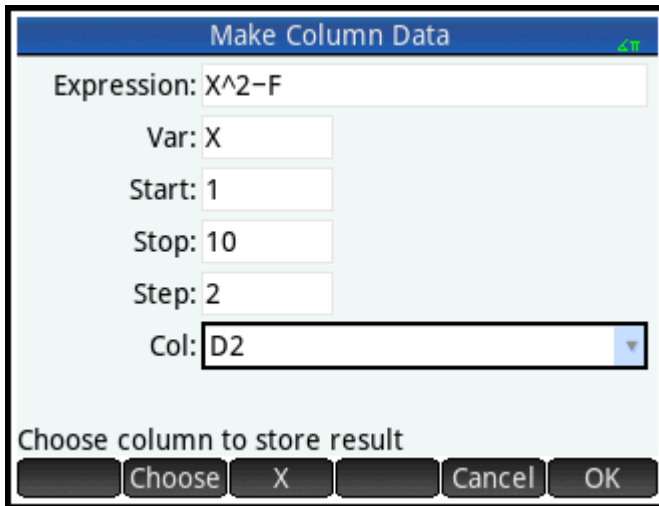 Make Column Data
∡π
Expression: X^2−F
Var: X
Start: 1
Stop: 10
Step: 2
Col: D2
Choose column to store result
Choose X Cancel OK